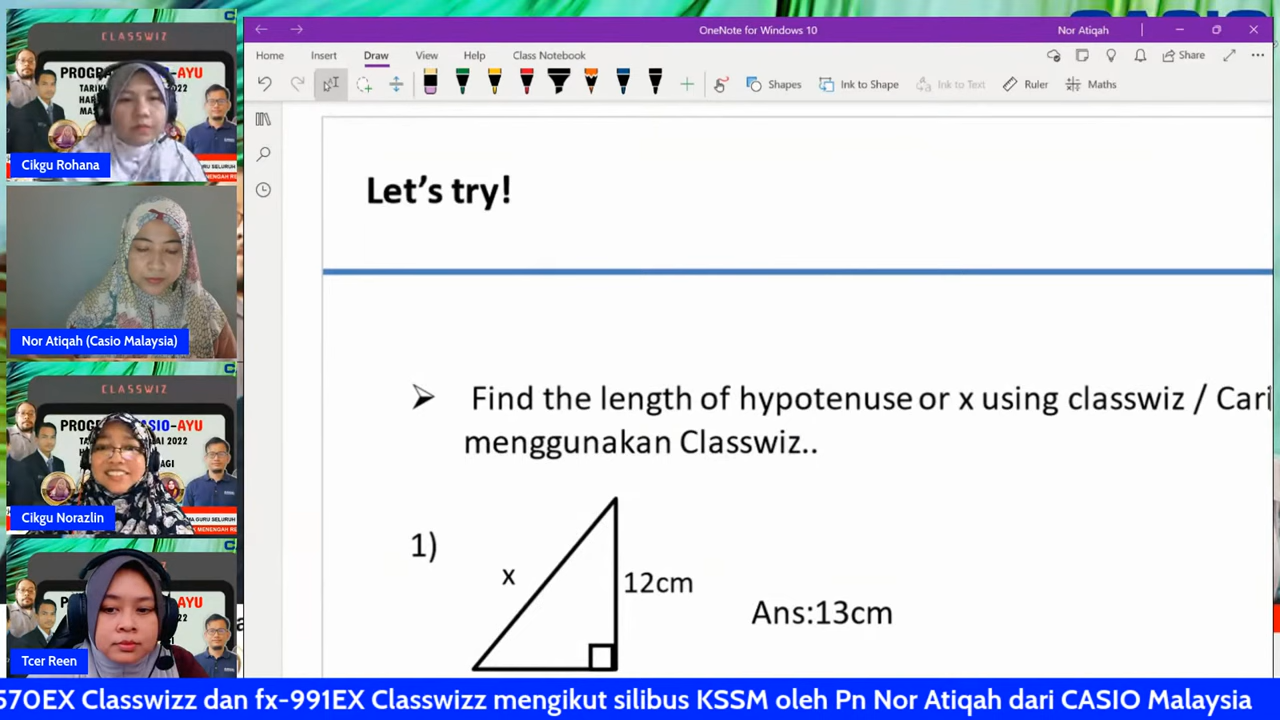 CLASSWIZ
Cikgu Rohana
Nor Atiqah (Casio Malaysia)
CLASSWIZ
Cikgu Norazlin
Tcer Reen
OneNote for Windows 10
Nor Atiqah
Home Insert Draw View Help Class Notebook
Share
Shapes Ink to Shape Ink to Text Ruler Maths
Let's try!
➢ Find the length of hypotenuse or x using classwiz / Cari
menggunakan Classwiz..
1)
x
12cm
Ans:13cm
570EX Classwizz dan fx-991EX Classwizz mengikut silibus KSSM oleh Pn Nor Atiqah dari CASIO Malaysia